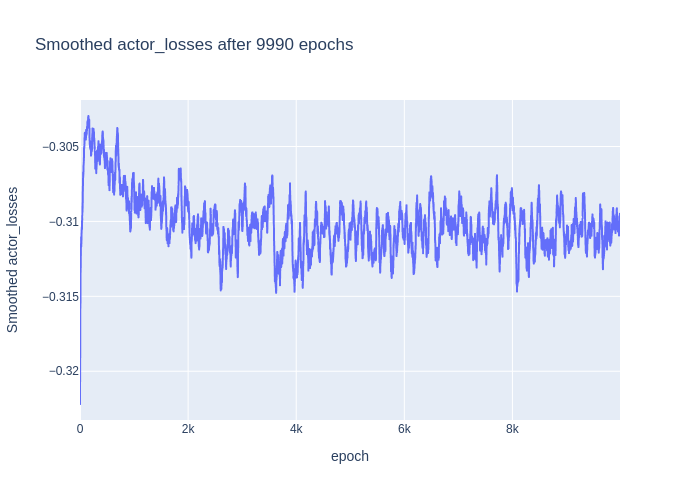 Smoothed actor_losses after 9990 epochs
Smoothed actor_losses
−0.305
−0.31
−0.315
−0.32
0
2k
4k
6k
8k
epoch